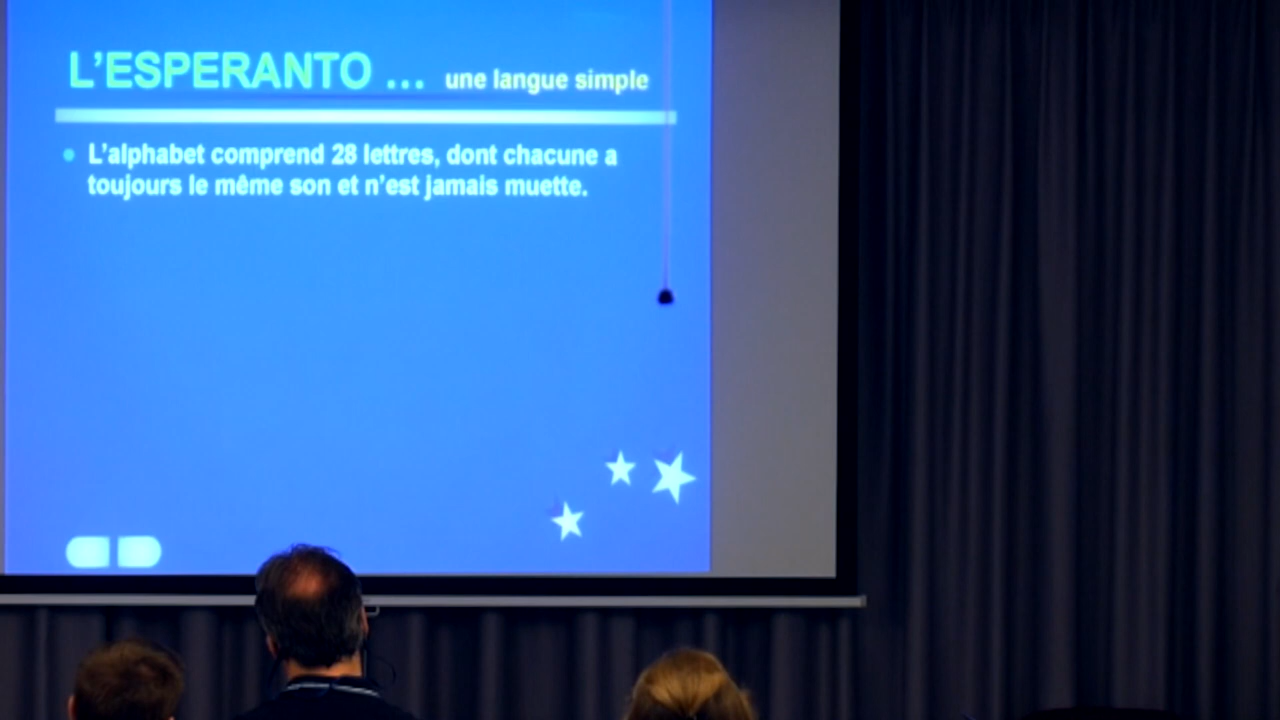 L'ESPERANTO ... une langue simple
• L'alphabet comprend 28 lettres, dont chacune a
toujours le même son et n'est jamais muette.